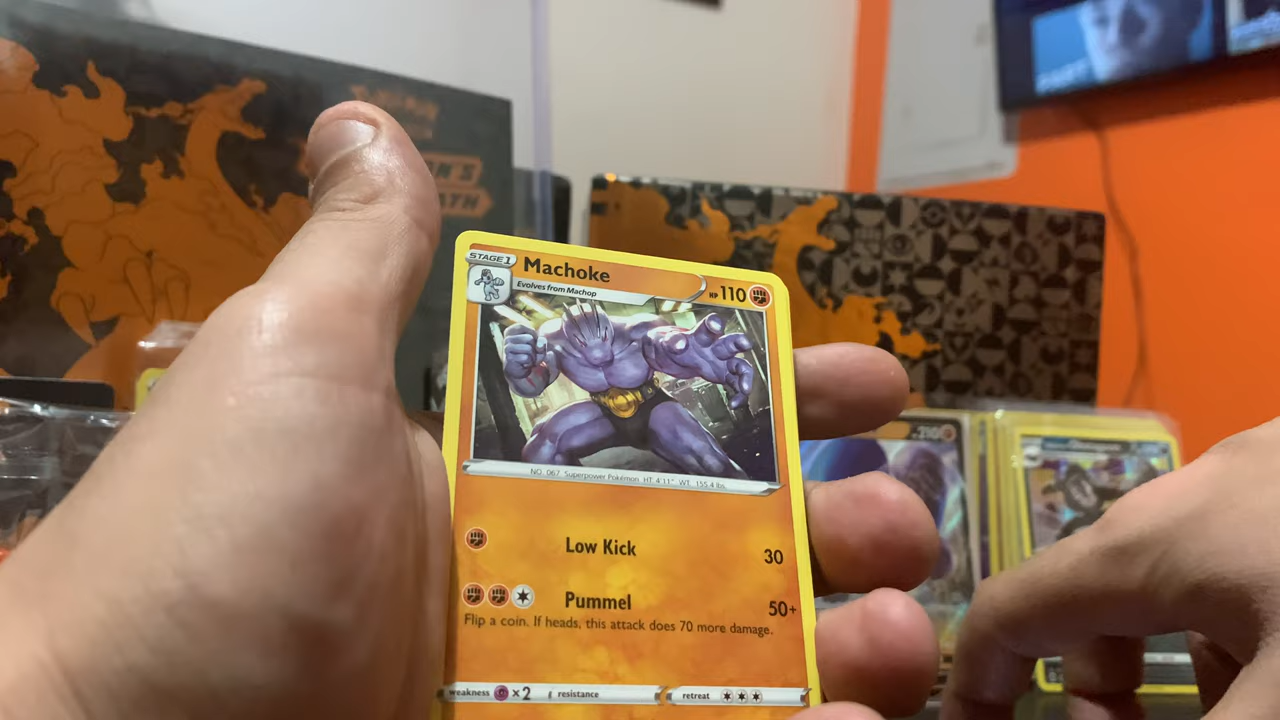 STAGE 1
Machoke
Evolves from Machop
HP 110
NO. 067 Superpower Pokémon HT. 4'11" WT. 155.4 lbs.
Low Kick 30
Pummel 50+
Flip a coin. If heads, this attack does 70 more damage.
weakness ×2 resistance retreat